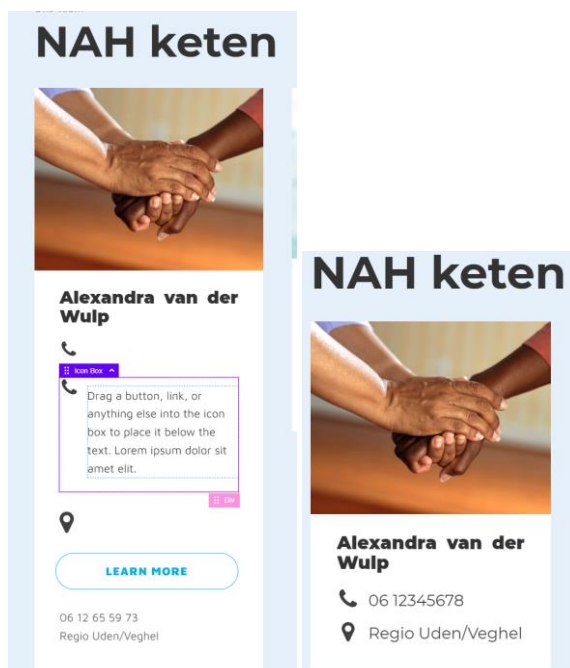 NAH keten
Alexandra van der
Wulp
Icon Box
Drag a button, link, or
anything else into the icon
box to place it below the
text. Lorem ipsum dolor sit
amet elit.
Div
LEARN MORE
06 12 65 59 73
Regio Uden/Veghel
NAH keten
Alexandra van der
Wulp
06 12345678
Regio Uden/Veghel